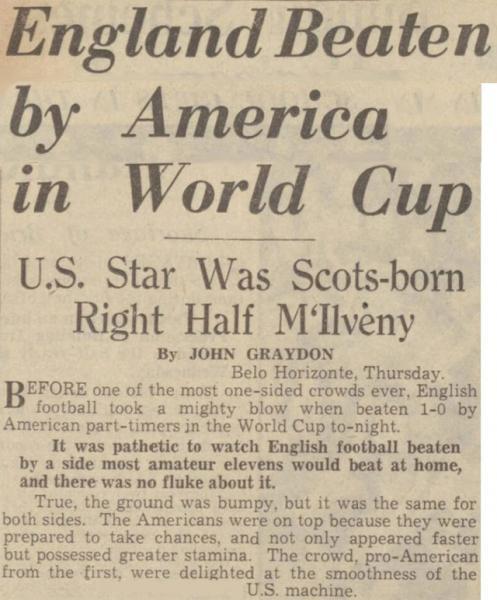 England Beaten
by America
in World Cup
U.S. Star Was Scots-born
Right Half M'Ilveny
By JOHN GRAYDON
Belo Horizonte, Thursday.
BEFORE one of the most one-sided crowds ever, English
football took a mighty blow when beaten 1-0 by
American part-timers in the World Cup to-night.
It was pathetic to watch English football beaten
by a side most amateur elevens would beat at home,
and there was no fluke about it.
True, the ground was bumpy, but it was the same for
both sides. The Americans were on top because they were
prepared to take chances, and not only appeared faster
but possessed greater stamina. The crowd, pro-American
from the first, were delighted at the smoothness of the
U.S. machine.